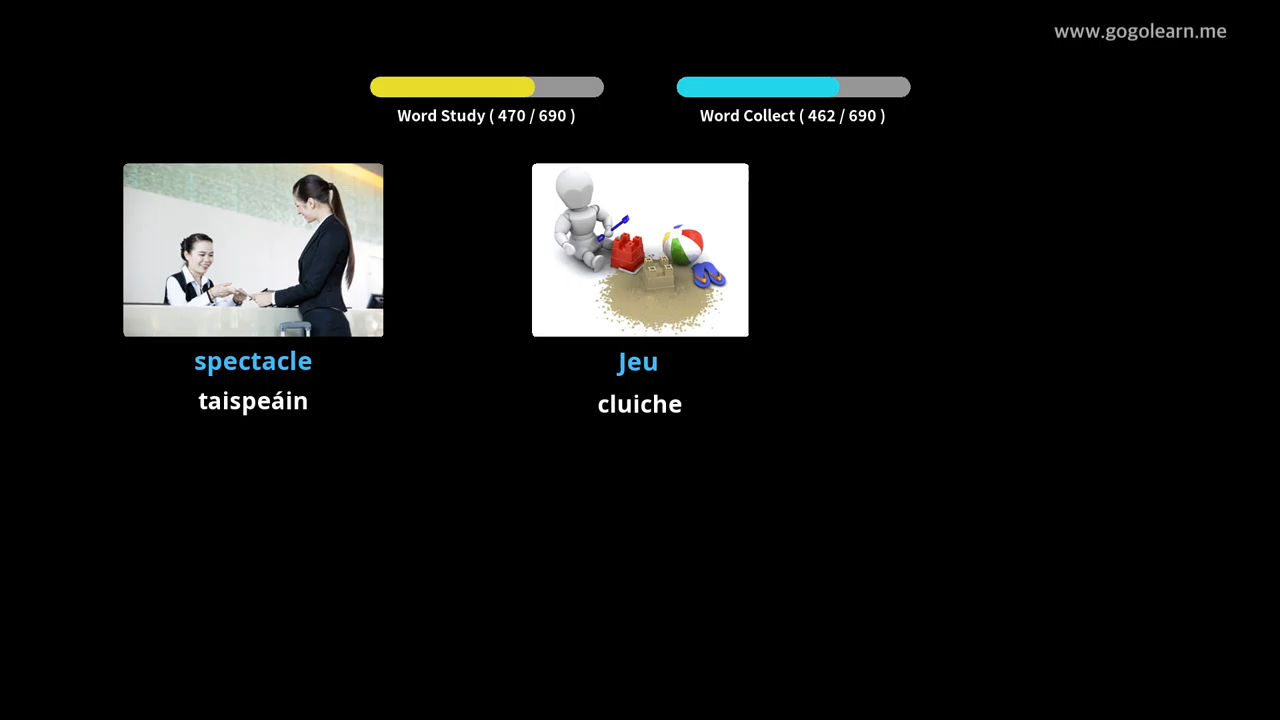 www.gogolearn.me
Word Study ( 470 / 690 )
Word Collect ( 462 / 690 )
spectacle
Jeu
taispeáin
cluiche